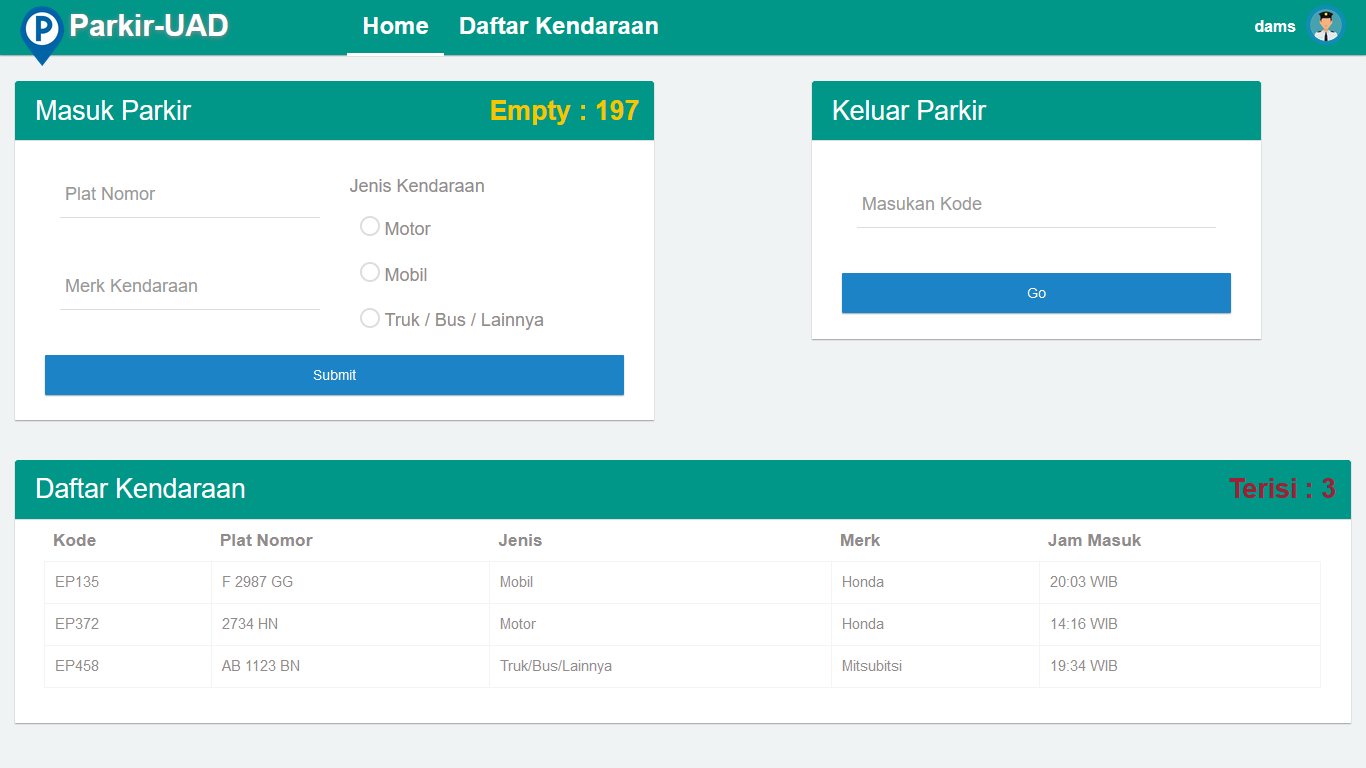 P Parkir-UAD Home Daftar Kendaraan dams
Masuk Parkir Empty : 197
Plat Nomor
Merk Kendaraan
Jenis Kendaraan
Motor
Mobil
Truk / Bus / Lainnya
Submit
Keluar Parkir
Masukan Kode
Go
Daftar Kendaraan Terisi : 3
Kode Plat Nomor Jenis Merk Jam Masuk
EP135 F 2987 GG Mobil Honda 20:03 WIB
EP372 2734 HN Motor Honda 14:16 WIB
EP458 AB 1123 BN Truk/Bus/Lainnya Mitsubitsi 19:34 WIB